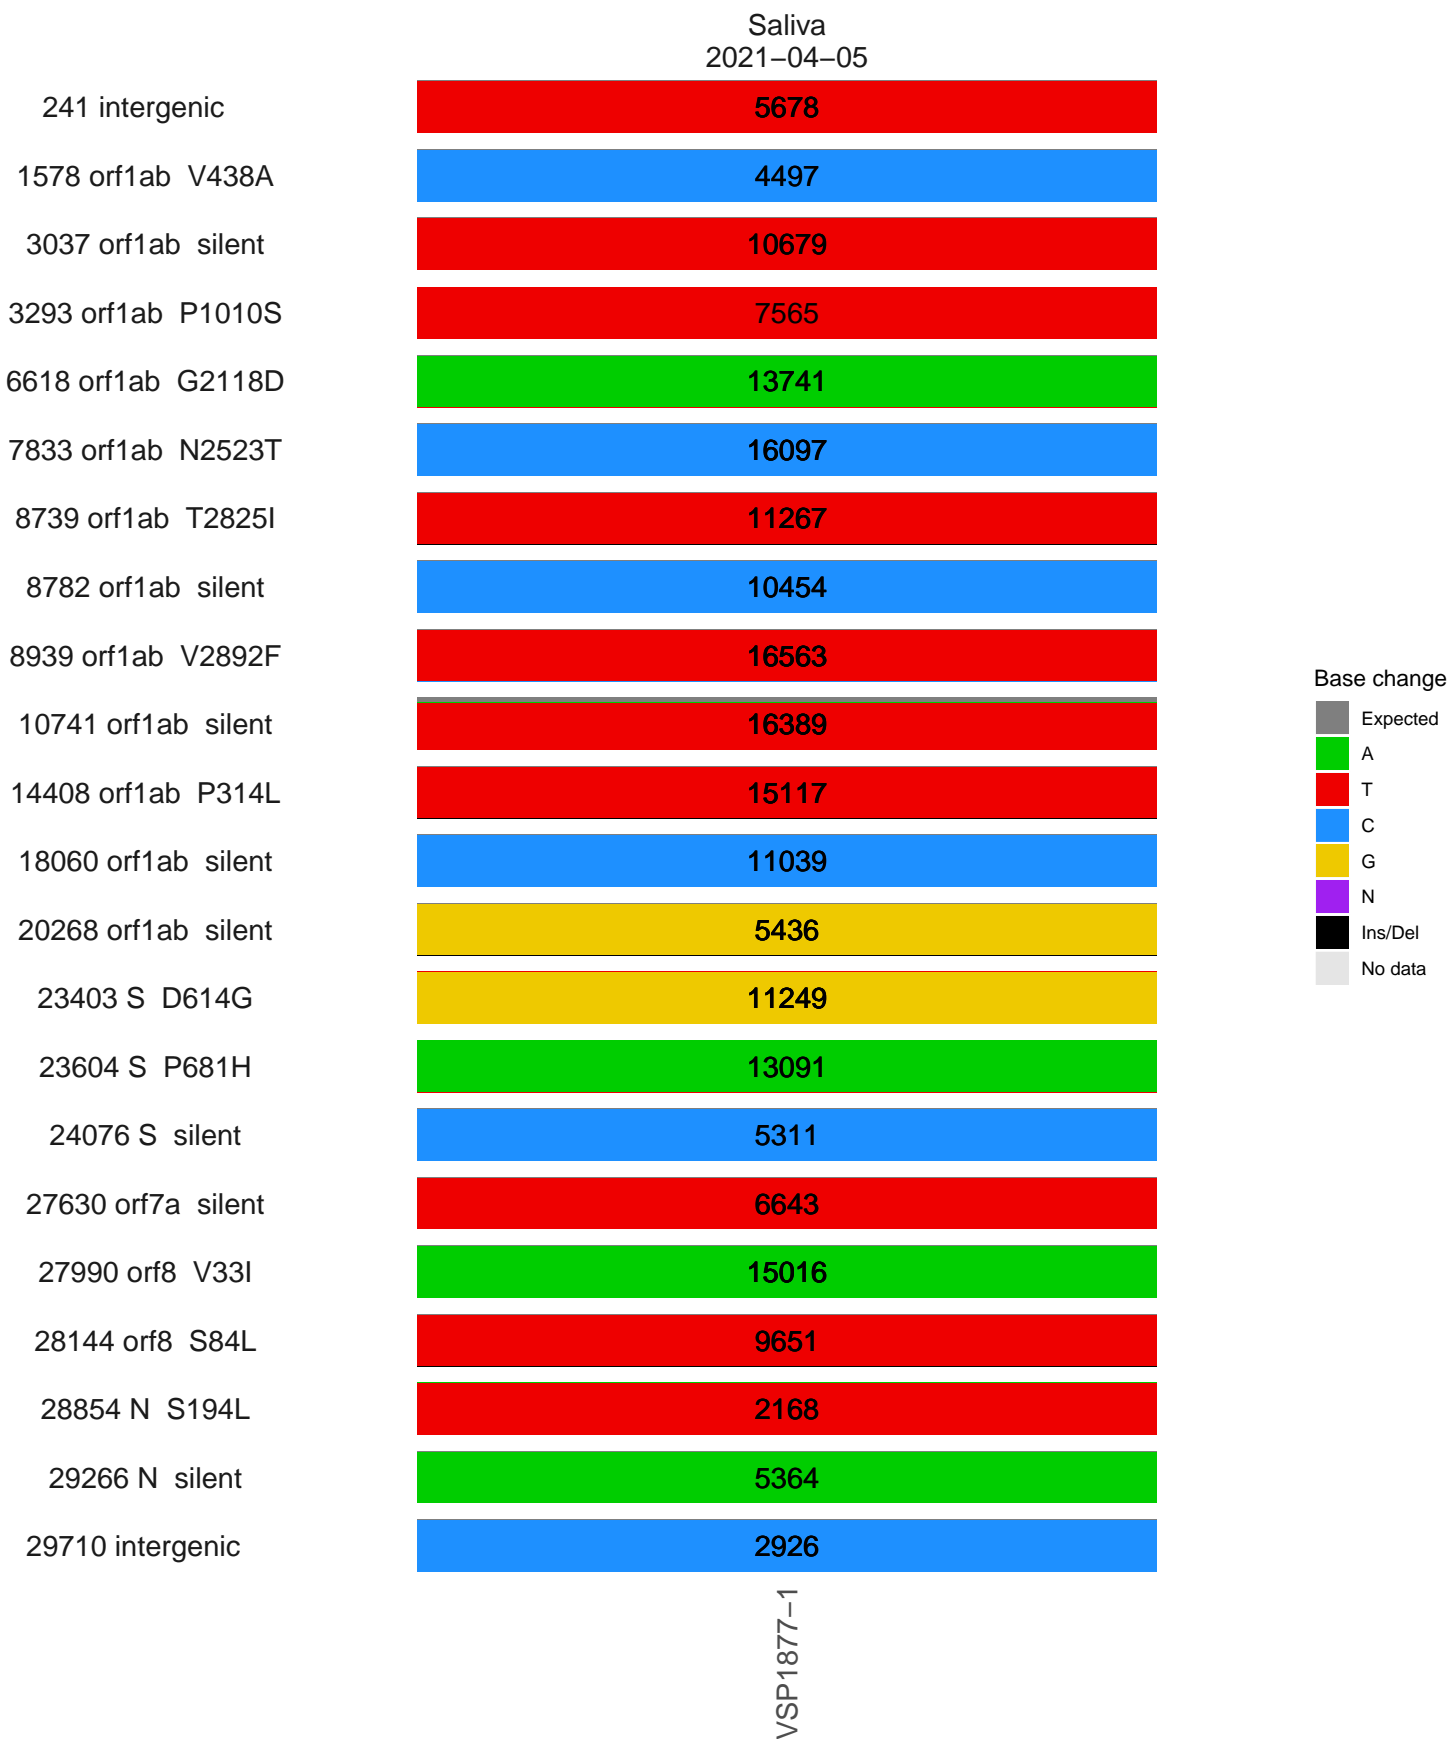 Saliva
2021−04−05
241 intergenic 5678
1578 orf1ab V438A 4497
3037 orf1ab silent 10679
3293 orf1ab P1010S 7565
6618 orf1ab G2118D 13741
7833 orf1ab N2523T 16097
8739 orf1ab T2825I 11267
8782 orf1ab silent 10454
8939 orf1ab V2892F 16563
10741 orf1ab silent 16389
14408 orf1ab P314L 15117
18060 orf1ab silent 11039
20268 orf1ab silent 5436
23403 S D614G 11249
23604 S P681H 13091
24076 S silent 5311
27630 orf7a silent 6643
27990 orf8 V33I 15016
28144 orf8 S84L 9651
28854 N S194L 2168
29266 N silent 5364
29710 intergenic 2926
VSP1877−1
Base change
Expected
A
T
C
G
N
Ins/Del
No data